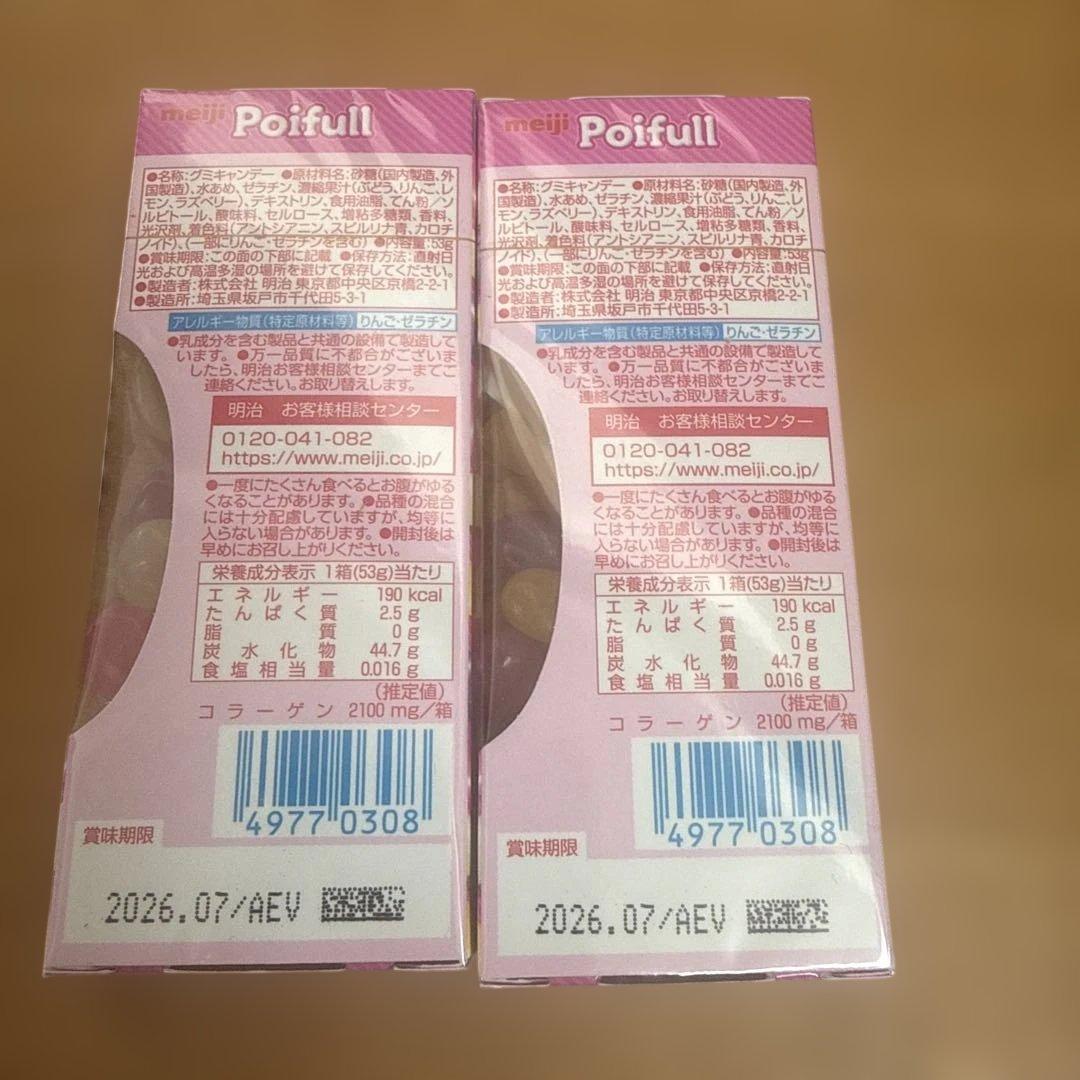 meiji Poifull
●名称:グミキャンデー ●原材料名:砂糖(国内製造、外
国製造)、水あめ、ゼラチン、濃縮果汁(ぶどう、りんご、レ
モン、ラズベリー)、デキストリン、食用油脂、でん粉/ソ
ルビトール、酸味料、セルロース、増粘多糖類、香料、
光沢剤、着色料(アントシアニン、スピルリナ青、カロチ
ノイド)、(一部にりんご・ゼラチンを含む) ●内容量:53g
●賞味期限:この面の下部に記載 ●保存方法:直射日
光および高温多湿の場所を避けて保存してください。
●製造者:株式会社 明治 東京都中央区京橋2-2-1
●製造所:埼玉県坂戸市千代田5-3-1
アレルギー物質(特定原材料等) りんご・ゼラチン
●乳成分を含む製品と共通の設備で製造して
います。●万一品質に不都合がございま
したら、明治お客様相談センターまでご
連絡ください。お取り替えします。
明治 お客様相談センター
0120-041-082
https://www.meiji.co.jp/
●一度にたくさん食べるとお腹がゆる
くなることがあります。●品種の混合
には十分配慮していますが、均等に
入らない場合があります。●開封後は
早めにお召し上がりください。
栄養成分表示 1箱(53g)当たり
エネルギー 190 kcal
たんぱく質 2.5 g
脂質 0 g
炭水化物 44.7 g
食塩相当量 0.016 g
(推定値)
コラーゲン 2100 mg/箱
4977 0308
賞味期限
2026.07/AEV
meiji Poifull
●名称:グミキャンデー ●原材料名:砂糖(国内製造、外
国製造)、水あめ、ゼラチン、濃縮果汁(ぶどう、りんご、レ
モン、ラズベリー)、デキストリン、食用油脂、でん粉/ソ
ルビトール、酸味料、セルロース、増粘多糖類、香料、
光沢剤、着色料(アントシアニン、スピルリナ青、カロチ
ノイド)、(一部にりんご・ゼラチンを含む) ●内容量:53g
●賞味期限:この面の下部に記載 ●保存方法:直射日
光および高温多湿の場所を避けて保存してください。
●製造者:株式会社 明治 東京都中央区京橋2-2-1
●製造所:埼玉県坂戸市千代田5-3-1
アレルギー物質(特定原材料等) りんご・ゼラチン
●乳成分を含む製品と共通の設備で製造して
います。●万一品質に不都合がございま
したら、明治お客様相談センターまでご
連絡ください。お取り替えします。
明治 お客様相談センター
0120-041-082
https://www.meiji.co.jp/
●一度にたくさん食べるとお腹がゆる
くなることがあります。●品種の混合
には十分配慮していますが、均等に
入らない場合があります。●開封後は
早めにお召し上がりください。
栄養成分表示 1箱(53g)当たり
エネルギー 190 kcal
たんぱく質 2.5 g
脂質 0 g
炭水化物 44.7 g
食塩相当量 0.016 g
(推定値)
コラーゲン 2100 mg/箱
4977 0308
賞味期限
2026.07/AEV